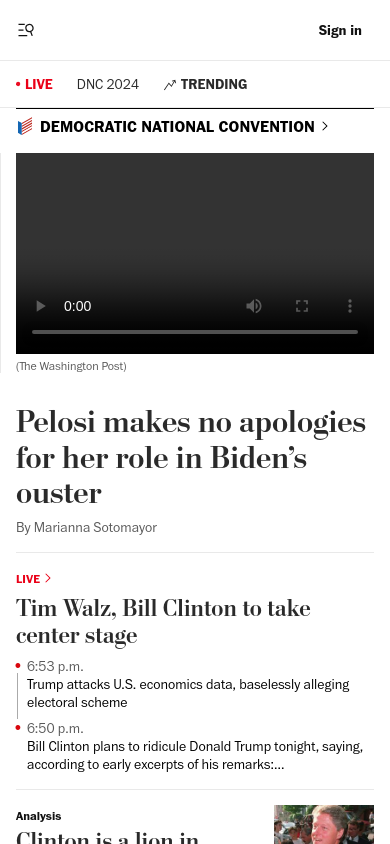 Sign in
LIVE
DNC 2024
TRENDING
DEMOCRATIC NATIONAL CONVENTION
0:00
(The Washington Post)
Pelosi makes no apologies
for her role in Biden’s
ouster
By Marianna Sotomayor
LIVE
Tim Walz, Bill Clinton to take
center stage
6:53 p.m.
Trump attacks U.S. economics data, baselessly alleging
electoral scheme
6:50 p.m.
Bill Clinton plans to ridicule Donald Trump tonight, saying,
according to early excerpts of his remarks:...
Analysis
Clinton is a lion in